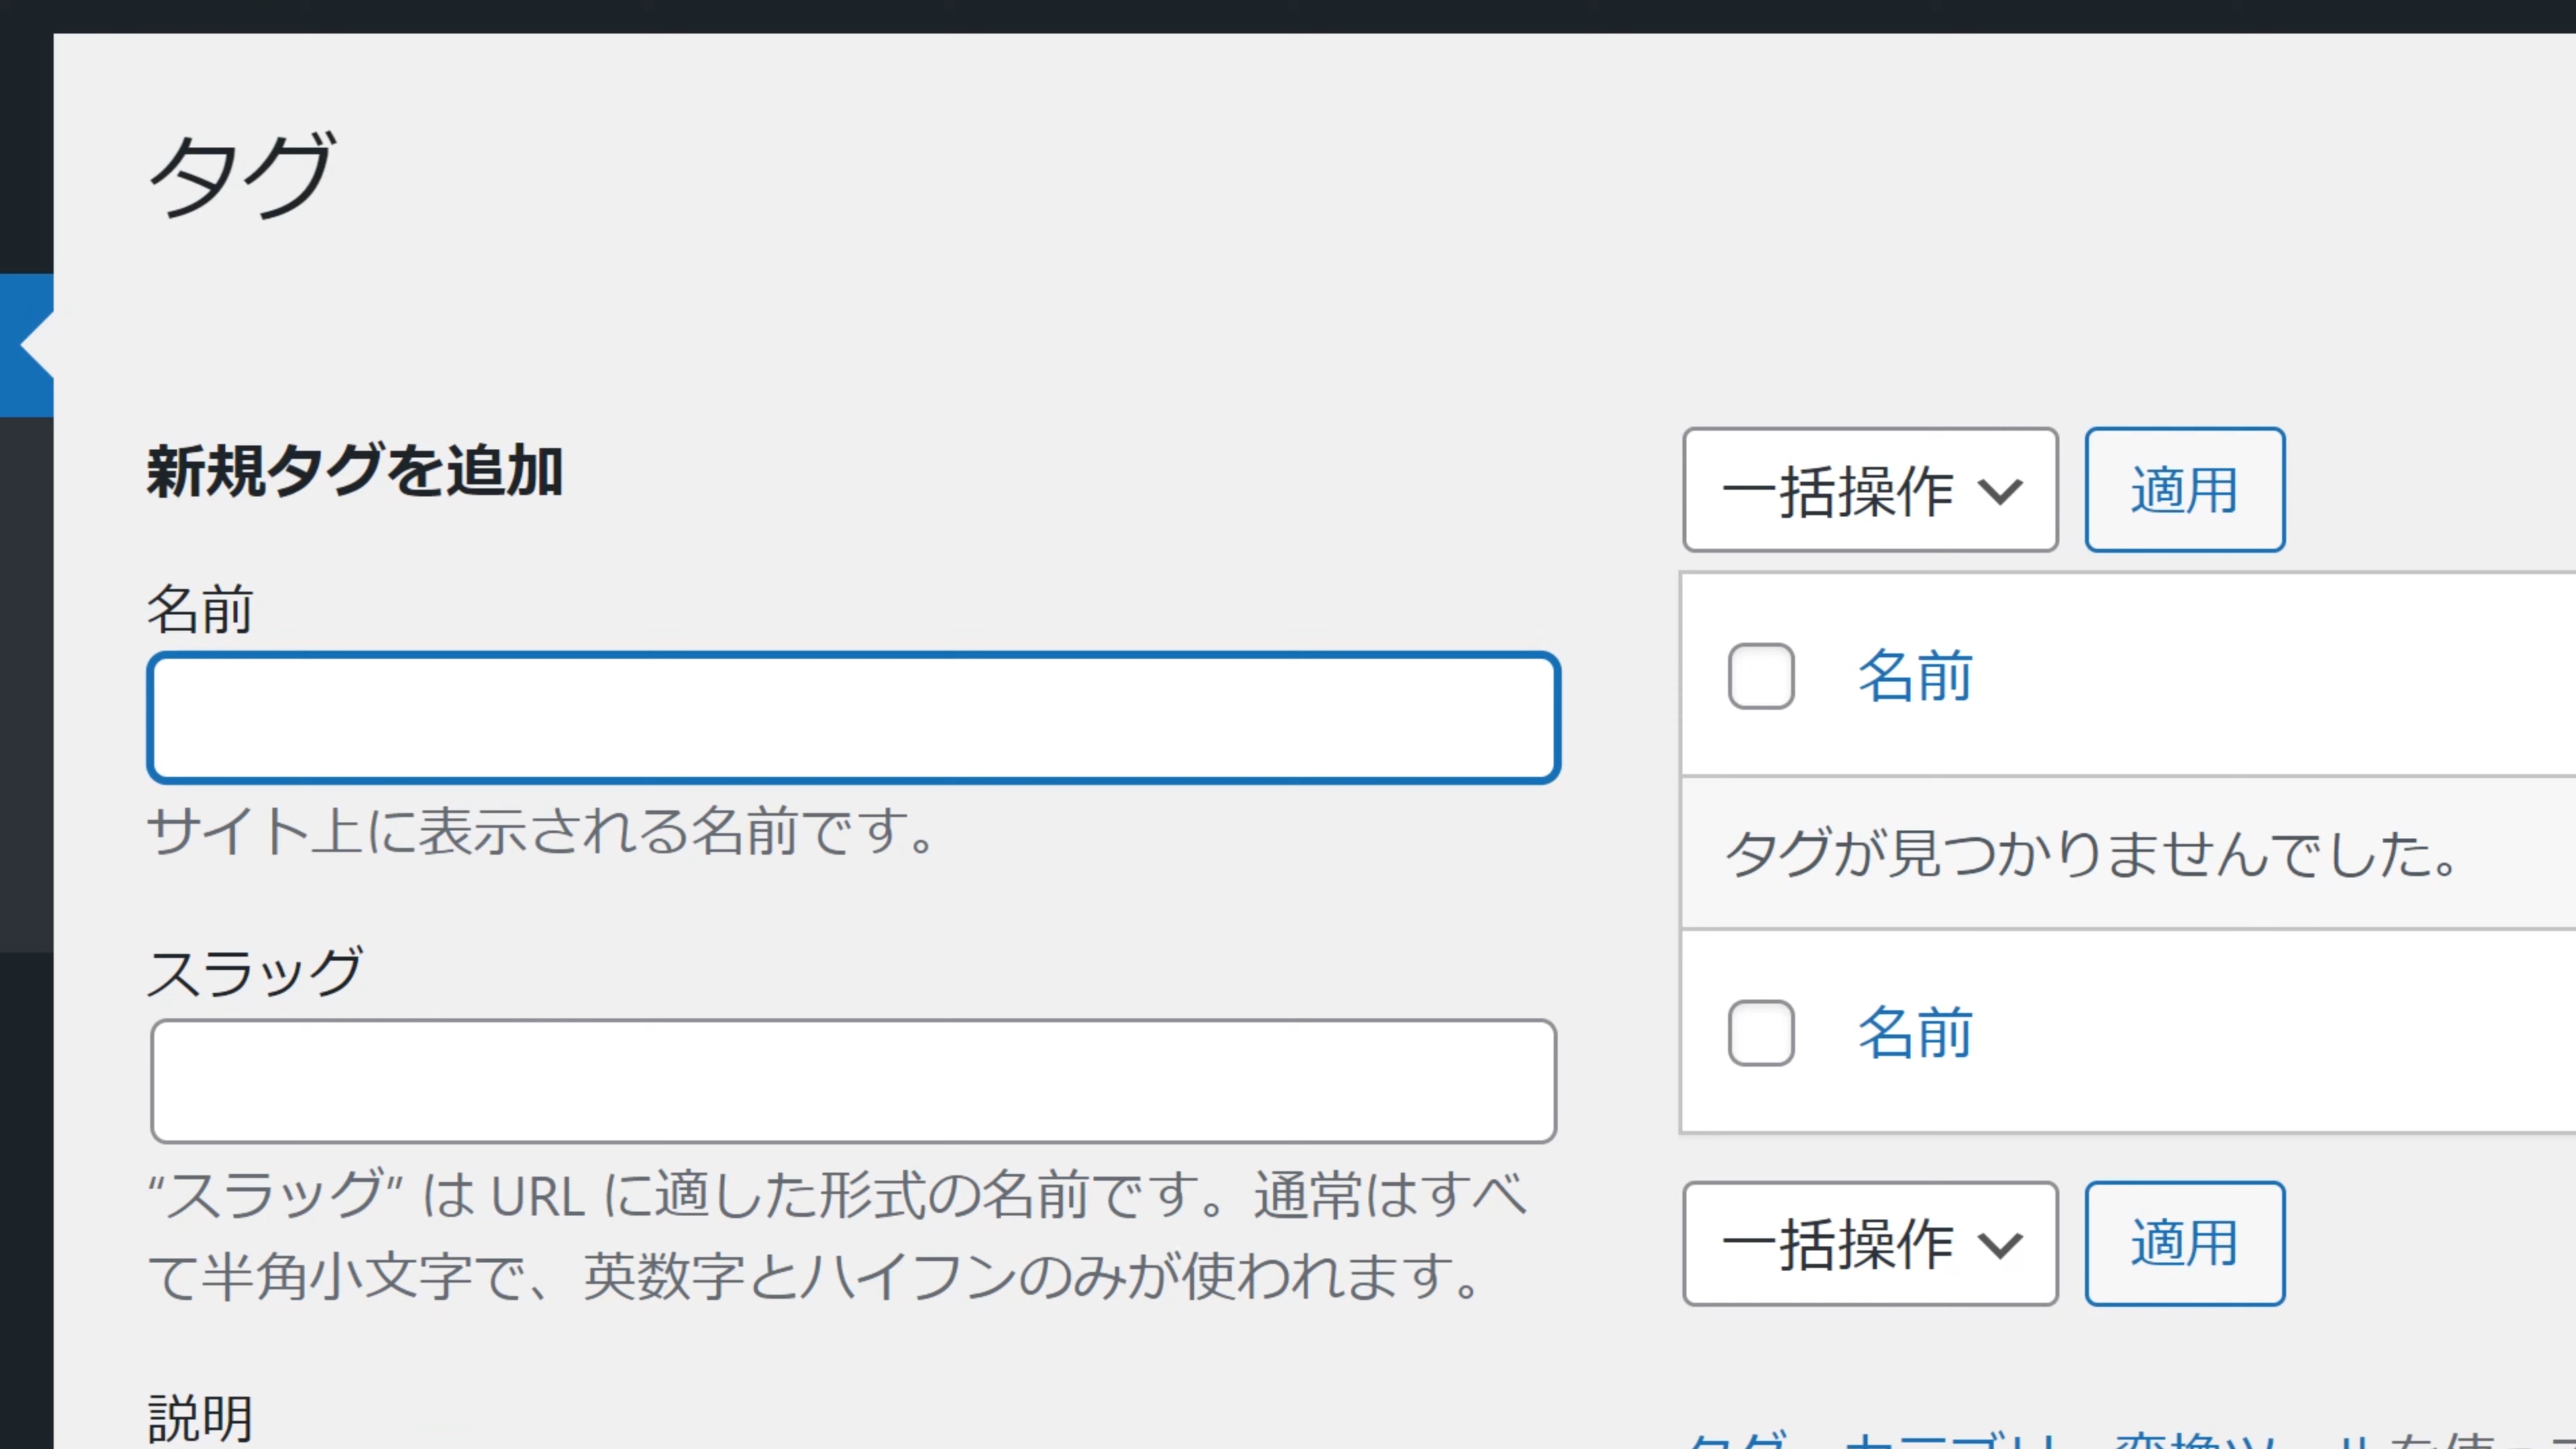 タグ
新規タグを追加
名前
サイト上に表示される名前です。
スラッグ
“スラッグ” は URL に適した形式の名前です。通常はすべ
て半角小文字で、英数字とハイフンのみが使われます。
説明
一括操作
適用
名前
タグが見つかりませんでした。
名前
一括操作
適用